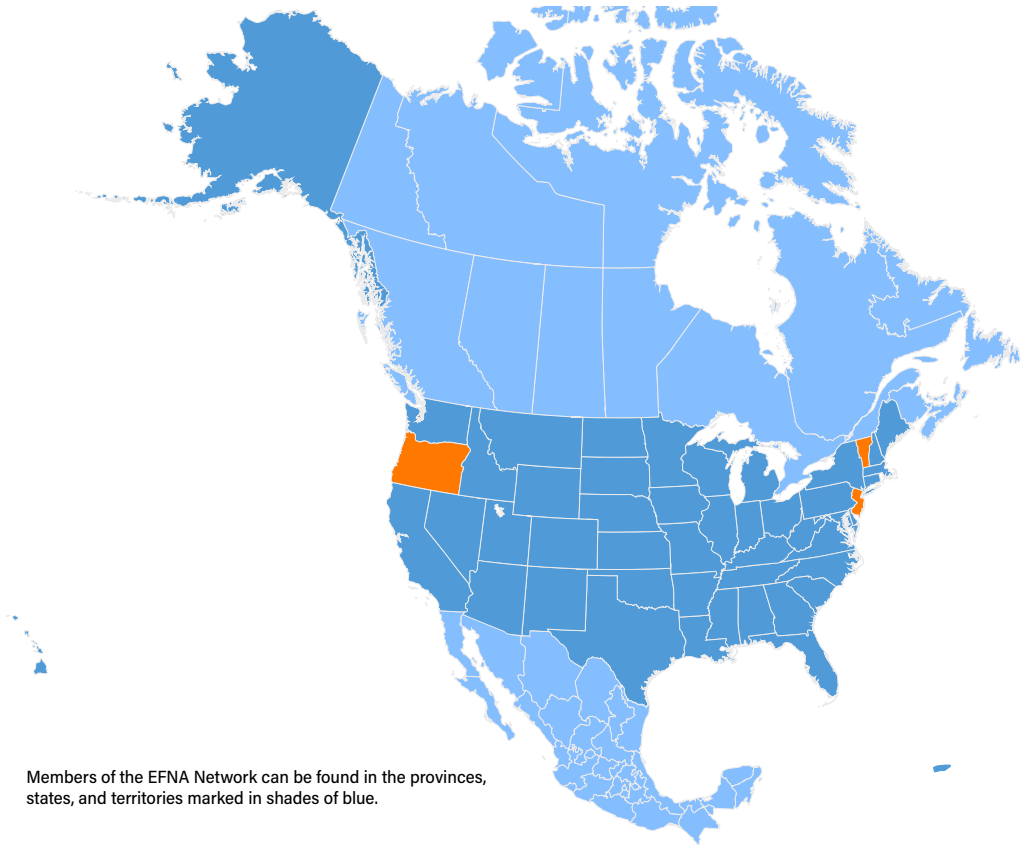 Members of the EFNA Network can be found in the provinces,
states, and territories marked in shades of blue.